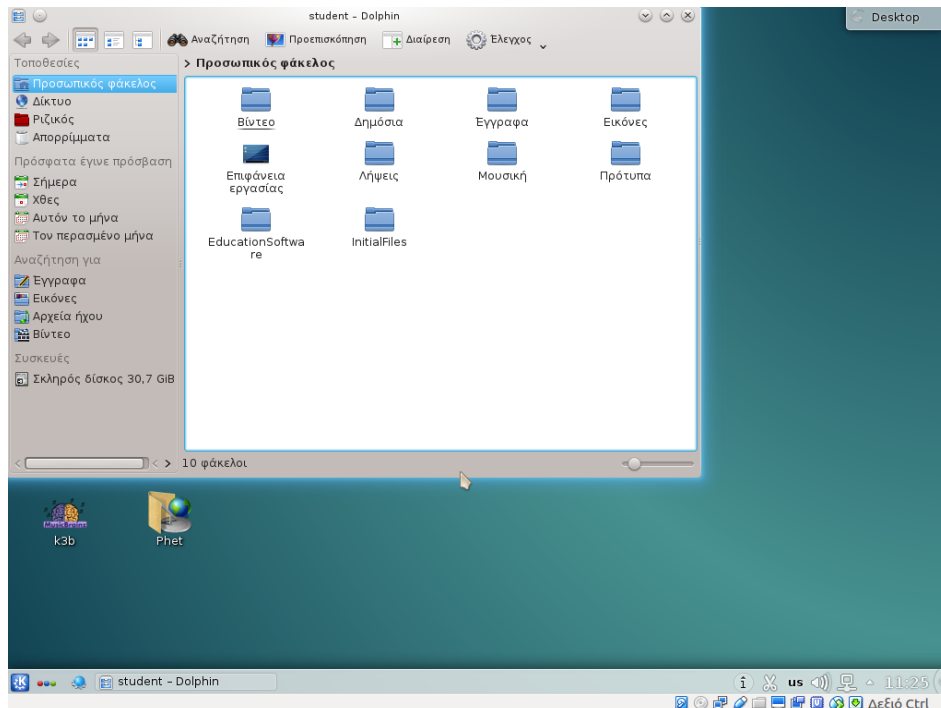 student – Dolphin
Desktop
Αναζήτηση Προεπισκόπηση Διαίρεση Έλεγχος
Τοποθεσίες
> Προσωπικός φάκελος
Προσωπικός φάκελος
Δίκτυο
Ριζικός
Απορρίμματα
Πρόσφατα έγινε πρόσβαση
Σήμερα
Χθες
Αυτόν το μήνα
Τον περασμένο μήνα
Αναζήτηση για
Έγγραφα
Εικόνες
Αρχεία ήχου
Βίντεο
Συσκευές
Σκληρός δίσκος 30,7 GiB
Βίντεο Δημόσια Έγγραφα Εικόνες
Επιφάνεια εργασίας Λήψεις Μουσική Πρότυπα
EducationSoftwa
re
InitialFiles
10 φάκελοι
k3b
Phet
student – Dolphin
us
11:25
Δεξιό Ctrl